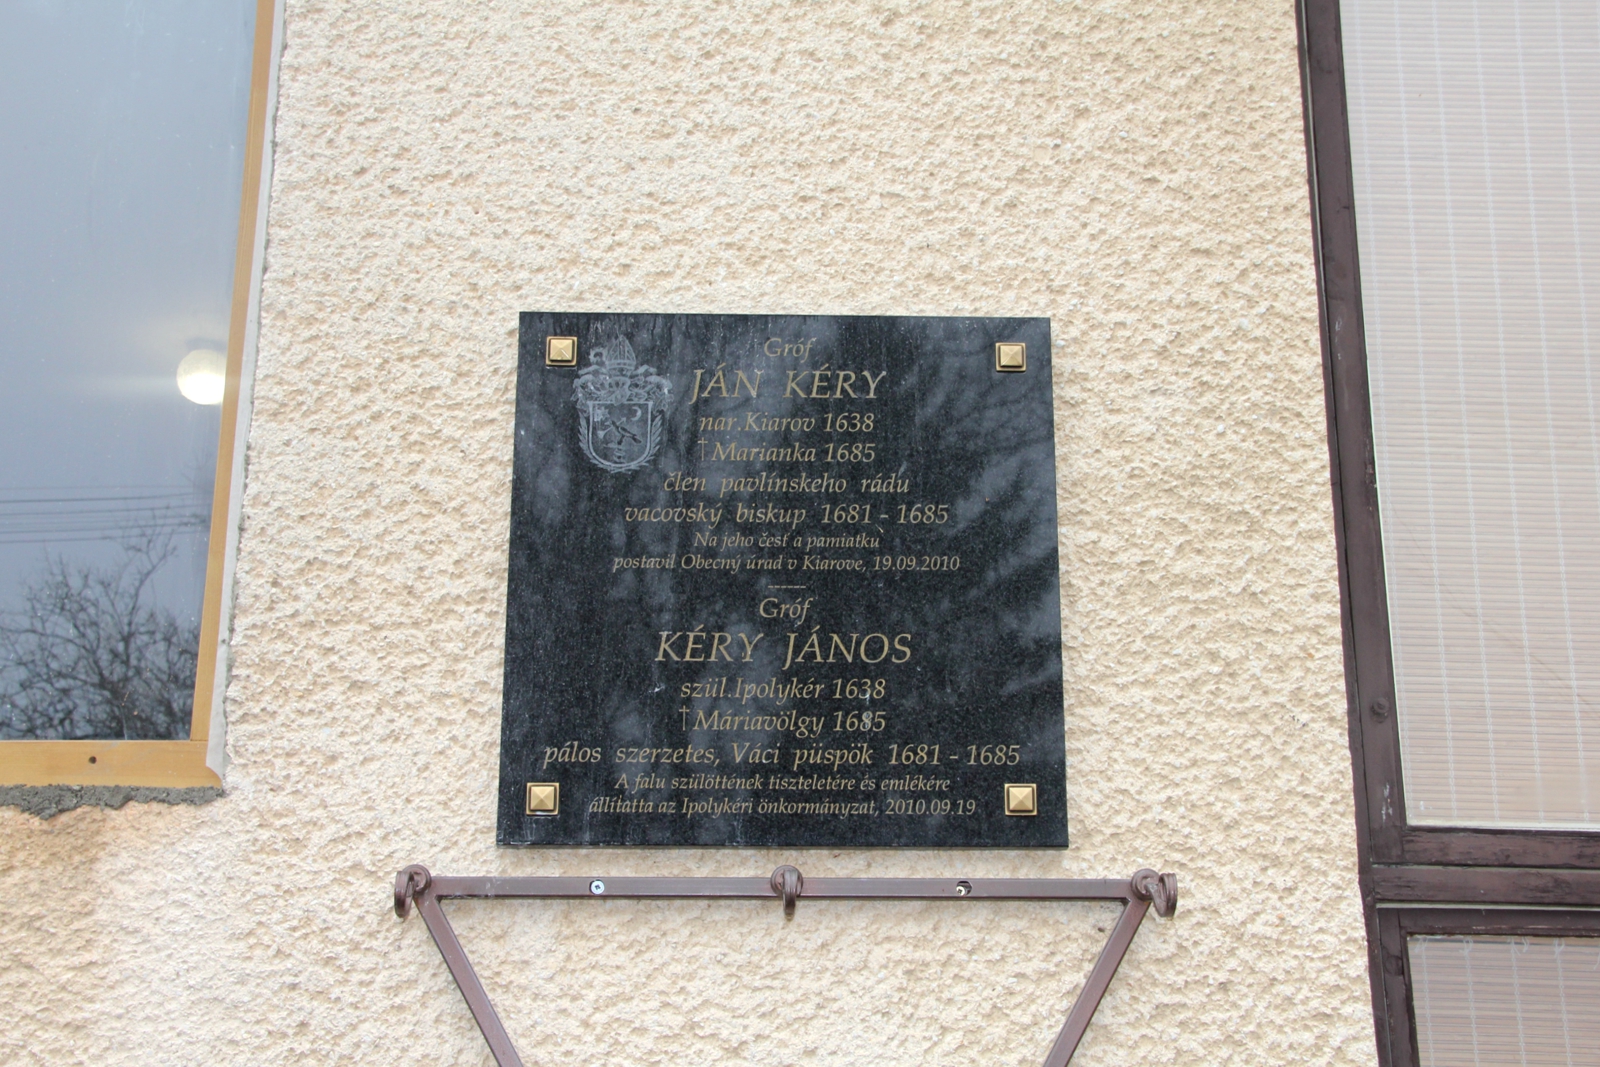 Gróf
JÁN KÉRY
nar.Kiarov 1638
†Marianka 1685
člen pavlínskeho rádu
vacovský biskup 1681 - 1685
Na jeho česť a pamiatku
postavil Obecný úrad v Kiarove, 19.09.2010
------
Gróf
KÉRY JÁNOS
szül.Ipolykér 1638
†Máriavölgy 1685
pálos szerzetes, Váci püspök 1681 - 1685
A falu szülöttének tiszteletére és emlékére
állítatta az Ipolykéri önkormányzat, 2010.09.19